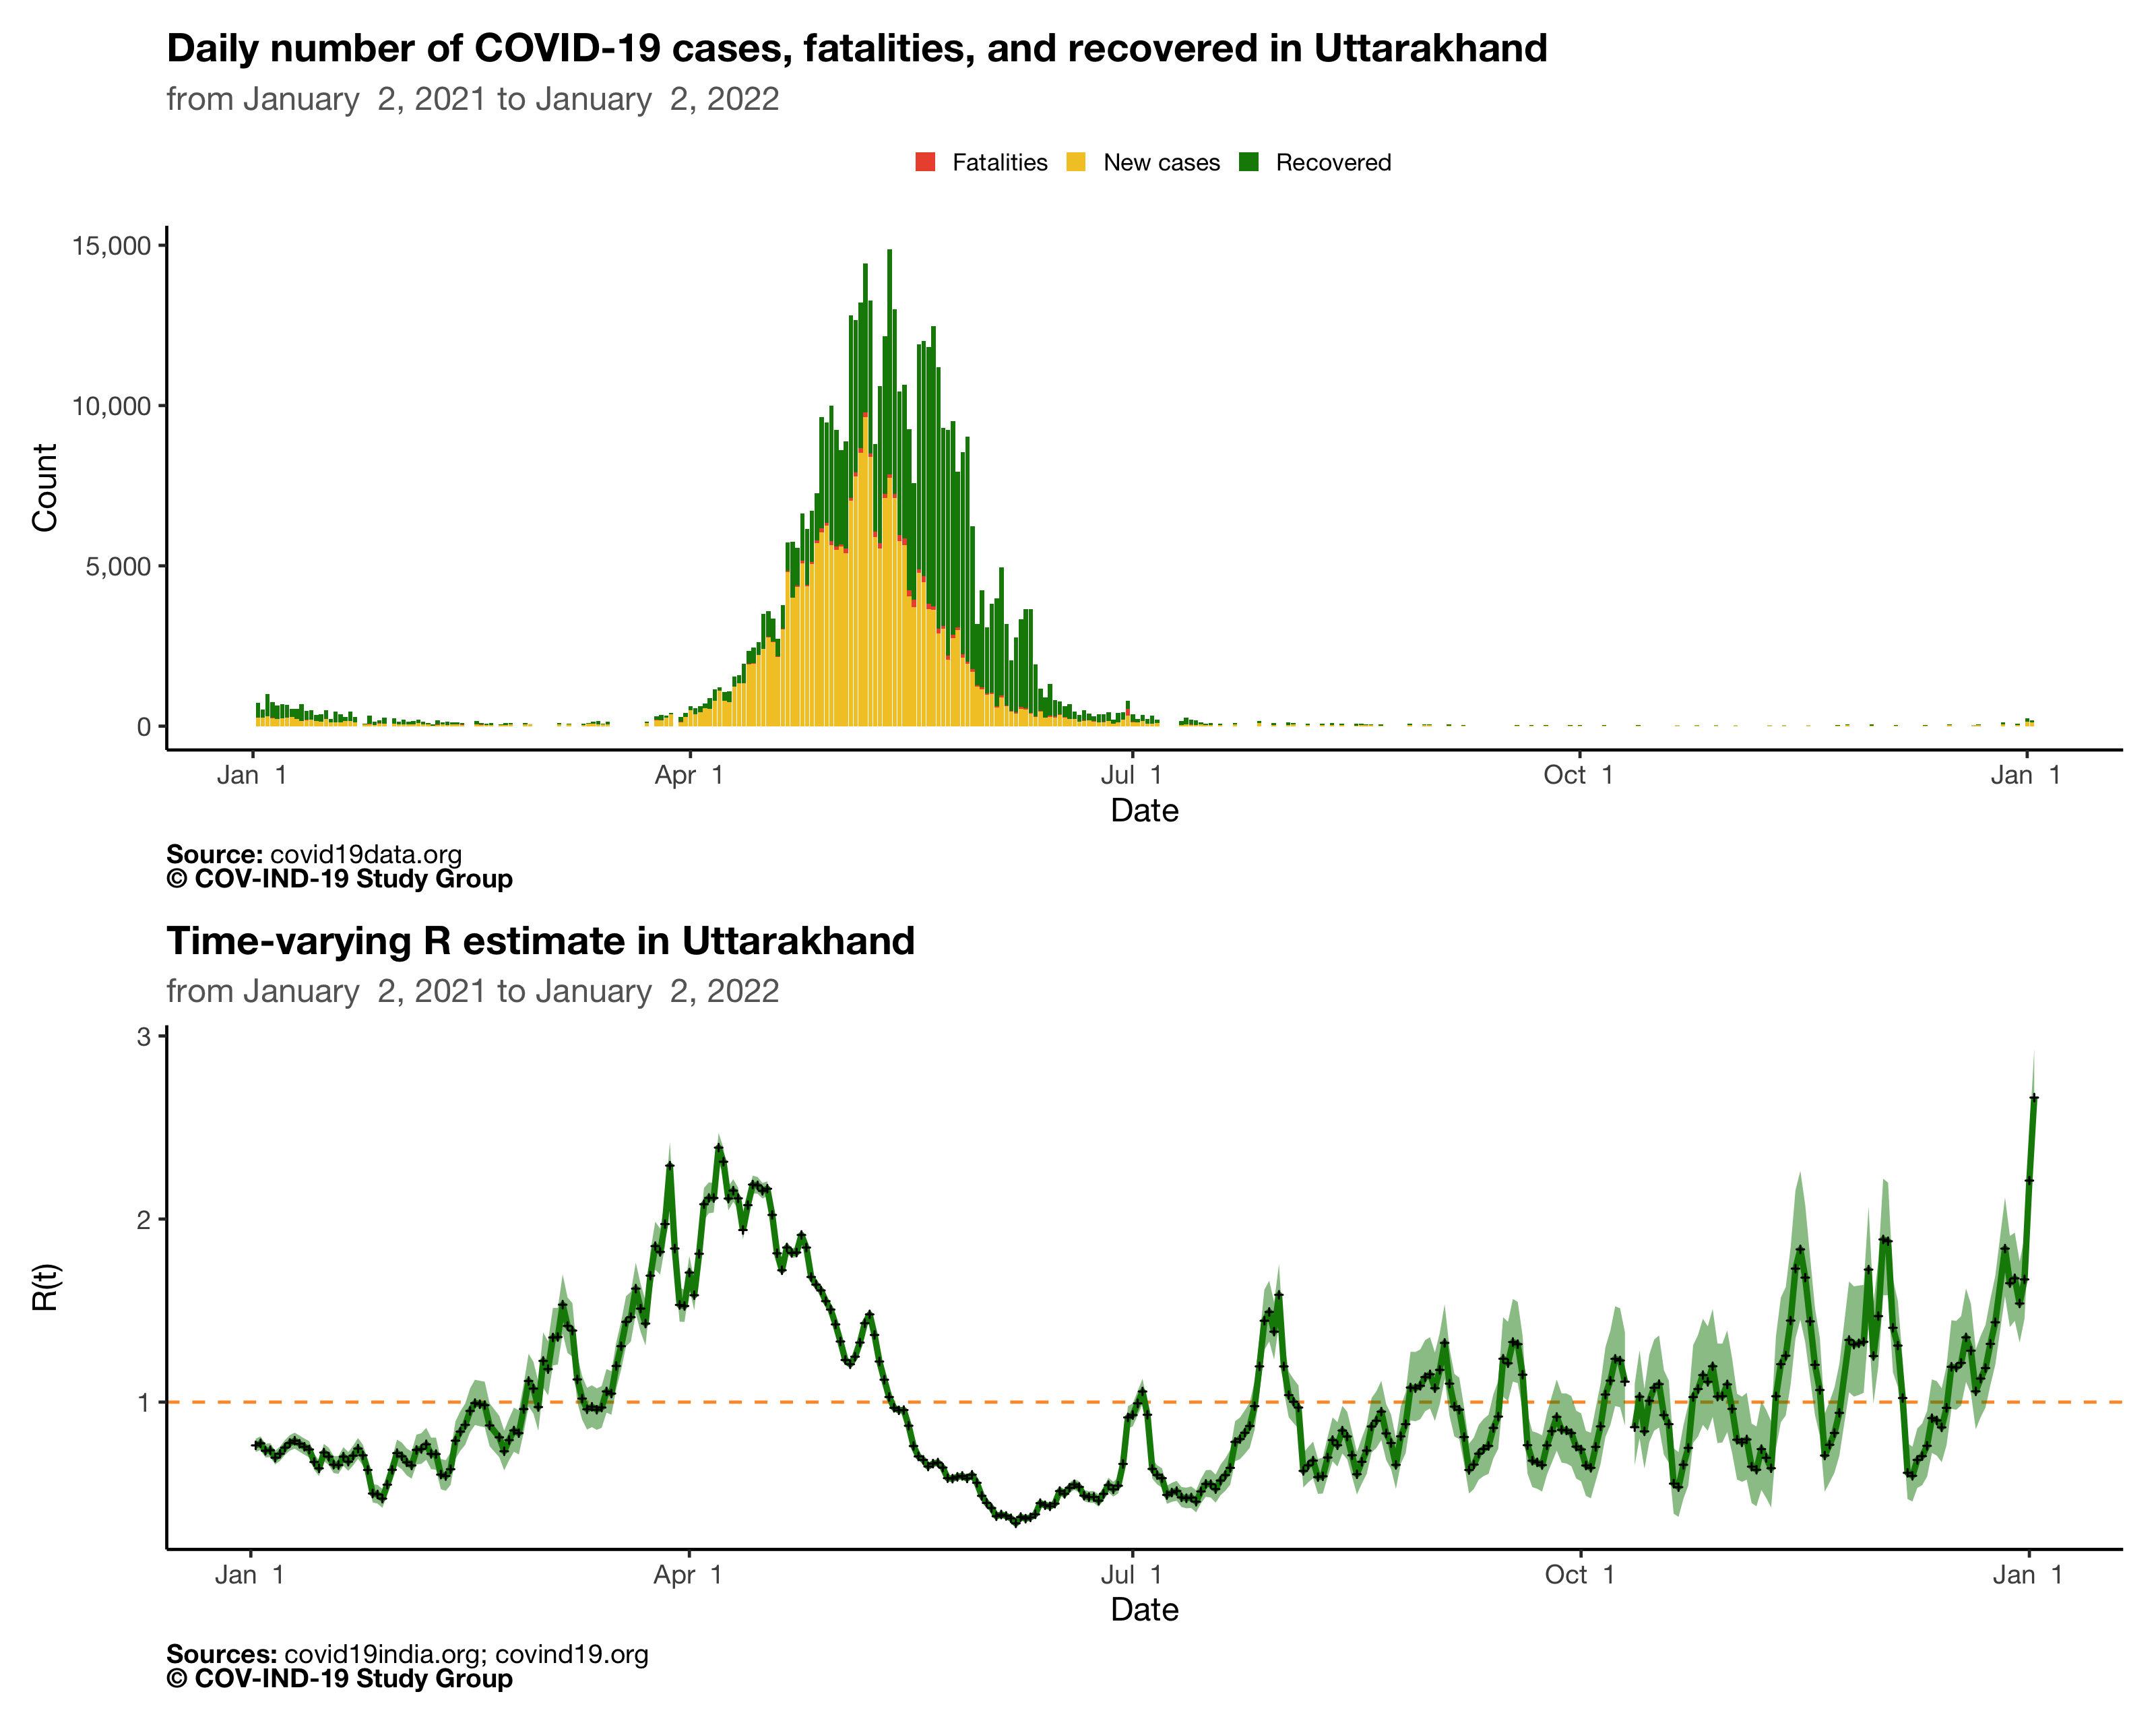 Daily number of COVID-19 cases, fatalities, and recovered in Uttarakhand
from January  2, 2021 to January  2, 2022
Fatalities New cases Recovered
15,000
10,000
5,000
0
Count
Jan  1 Apr  1 Jul  1 Oct  1 Jan  1
Date
Source: covid19data.org
© COV-IND-19 Study Group
Time-varying R estimate in Uttarakhand
from January  2, 2021 to January  2, 2022
3
2
1
R(t)
Jan  1 Apr  1 Jul  1 Oct  1 Jan  1
Date
Sources: covid19india.org; covind19.org
© COV-IND-19 Study Group